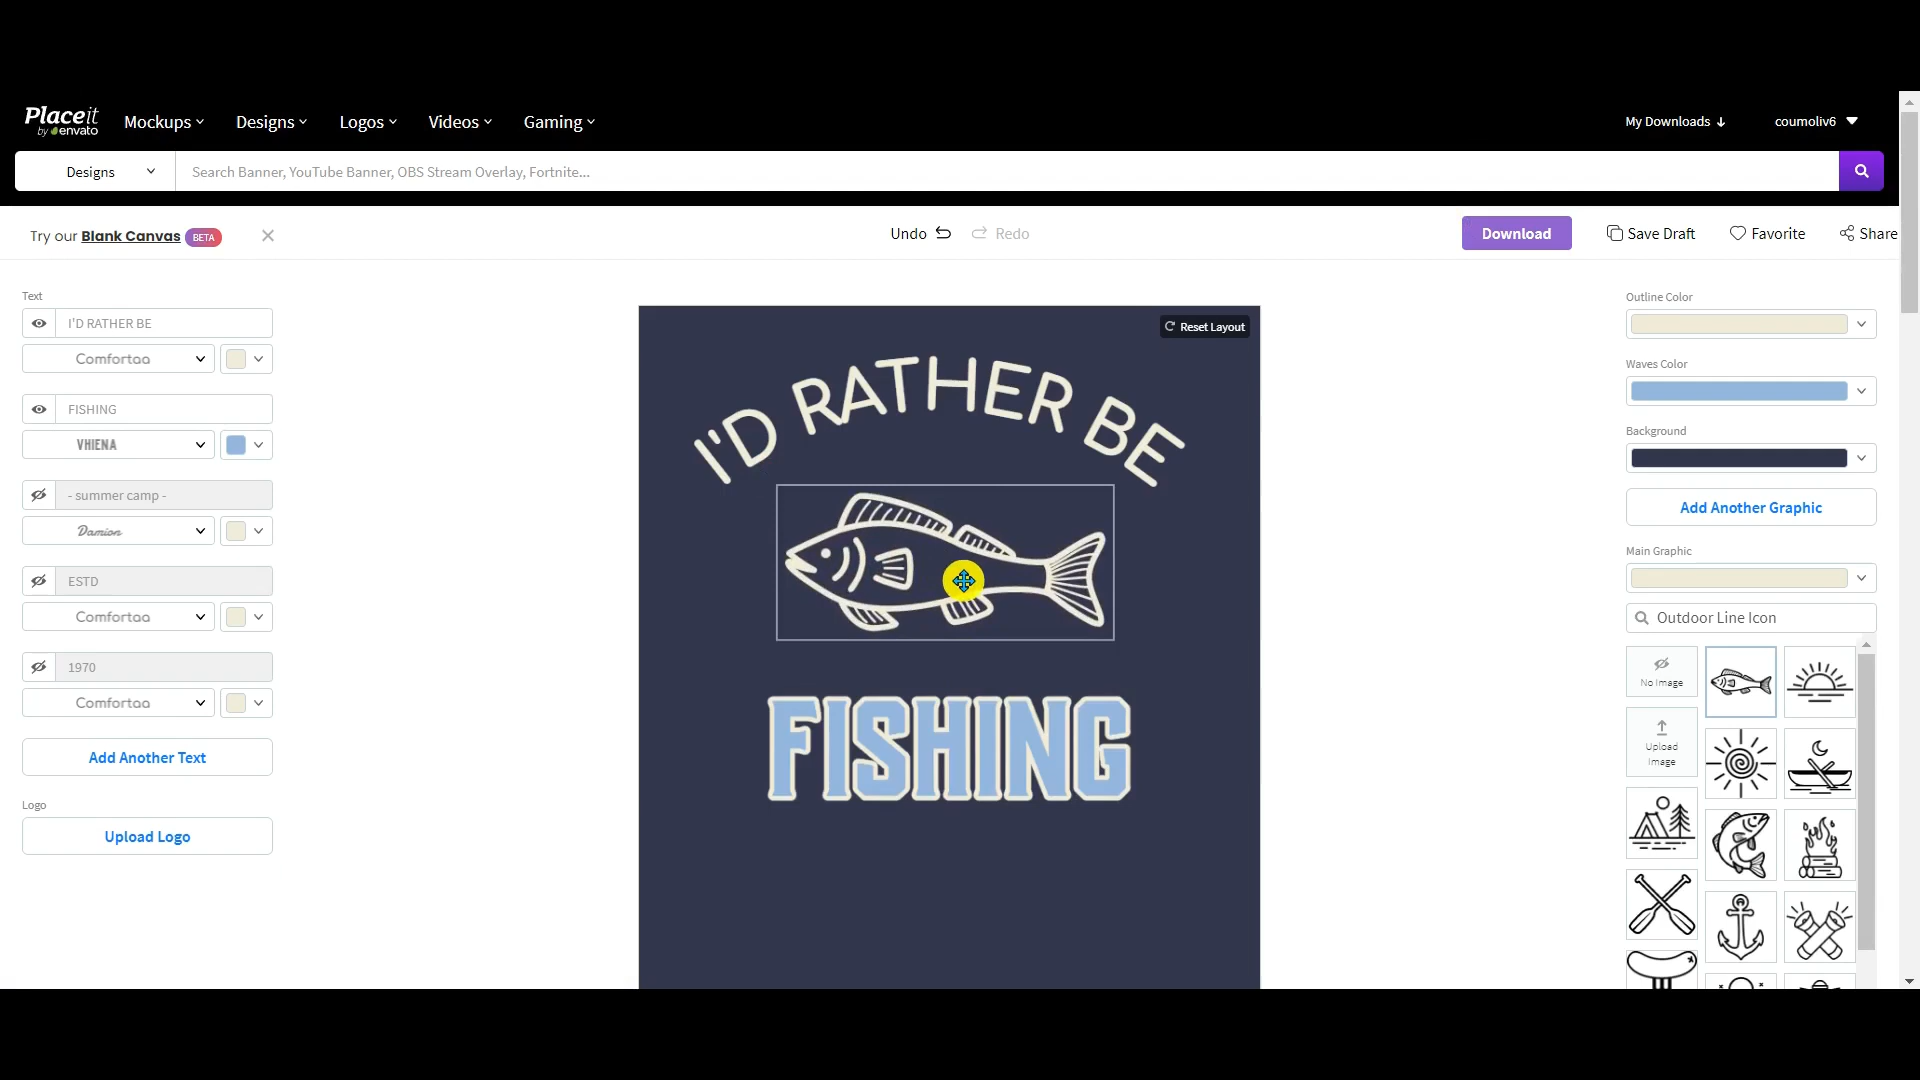 Placeit
by envato
Mockups
Designs
Logos
Videos
Gaming
My Downloads
coumoliv6
Designs
Search Banner, YouTube Banner, OBS Stream Overlay, Fortnite...
Try our Blank Canvas BETA
Undo
Redo
Download
Save Draft
Favorite
Share
Text
I'D RATHER BE
Comfortaa
FISHING
VHIENA
- summer camp -
Damion
ESTD
Comfortaa
1970
Comfortaa
Add Another Text
Logo
Upload Logo
Reset Layout
I'D RATHER BE
FISHING
Outline Color
Waves Color
Background
Add Another Graphic
Main Graphic
Outdoor Line Icon
No Image
Upload
Image